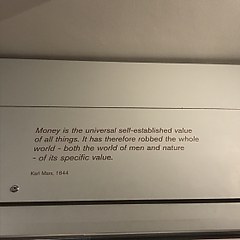 Money is the universal self-established value
of all things. It has therefore robbed the whole
world - both the world of men and nature
- of its specific value.
Karl Marx, 1844